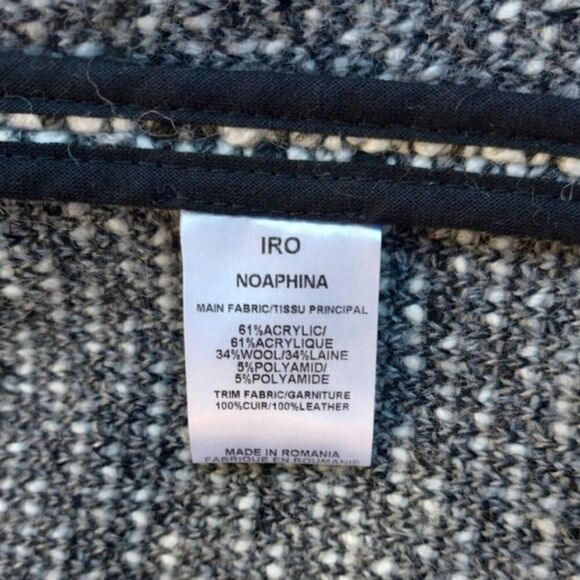 IRO
NOAPHINA
MAIN FABRIC/TISSU PRINCIPAL
61%ACRYLIC/
61%ACRYLIQUE
34%WOOL/34%LAINE
5%POLYAMID/
5%POLYAMIDE
TRIM FABRIC/GARNITURE
100%CUIR/100%LEATHER
MADE IN ROMANIA
FABRIQUE EN ROUMANIE